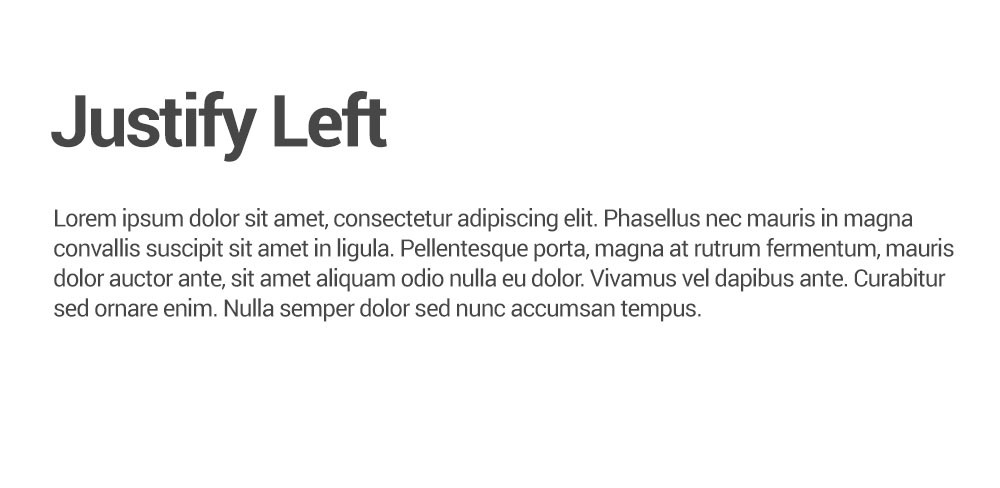 Justify Left
Lorem ipsum dolor sit amet, consectetur adipiscing elit. Phasellus nec mauris in magna
convallis suscipit sit amet in ligula. Pellentesque porta, magna at rutrum fermentum, mauris
dolor auctor ante, sit amet aliquam odio nulla eu dolor. Vivamus vel dapibus ante. Curabitur
sed ornare enim. Nulla semper dolor sed nunc accumsan tempus.